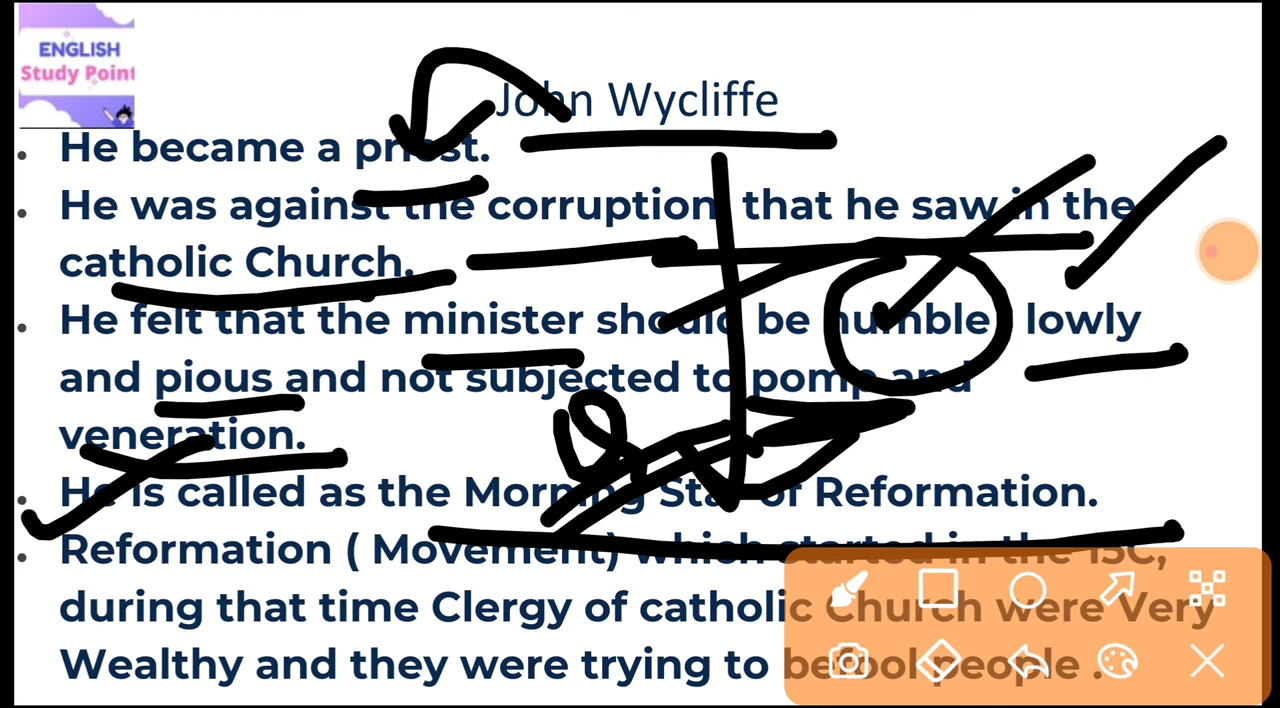 ENGLISH
Study Point
John Wycliffe
He became a priest.
He was against the corruption that he saw in the
catholic Church.
He felt that the minister should be humble lowly
and pious and not subjected to pomp and
veneration.
He is called as the Morning Star of Reformation.
Reformation ( Movement) which started in the 15C,
during that time Clergy of catholic Church were Very
Wealthy and they were trying to befool people .